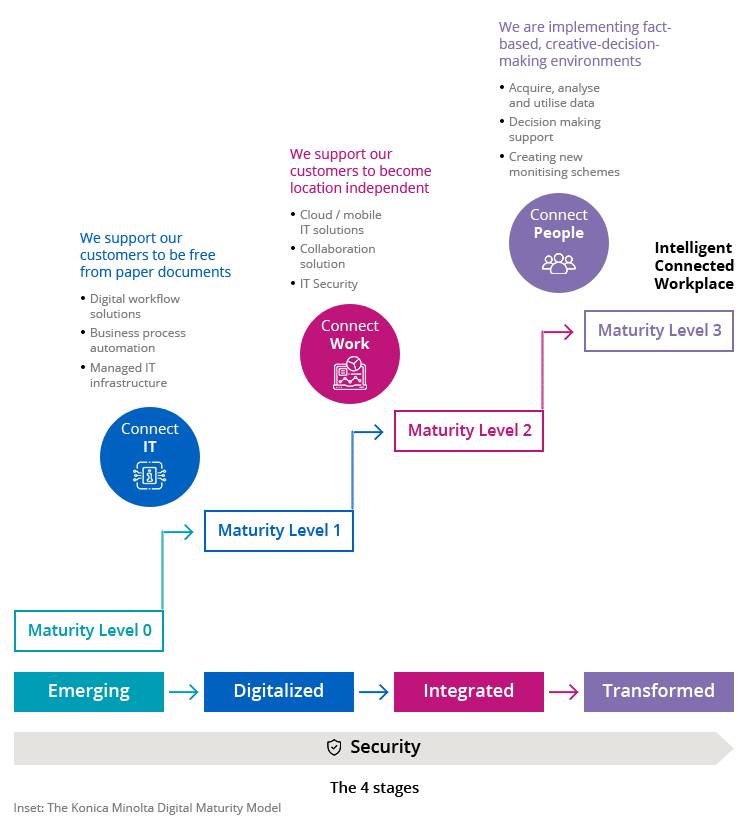 We are implementing fact-
based, creative-decision-
making environments
• Acquire, analyse
and utilise data
• Decision making
support
• Creating new
monitising schemes
Connect
People
Intelligent
Connected
Workplace
Maturity Level 3
We support our
customers to become
location independent
• Cloud / mobile
IT solutions
• Collaboration
solution
• IT Security
Connect
Work
Maturity Level 2
We support our
customers to be free
from paper documents
• Digital workflow
solutions
• Business process
automation
• Managed IT
infrastructure
Connect
IT
Maturity Level 1
Maturity Level 0
Emerging
Digitalized
Integrated
Transformed
Security
The 4 stages
Inset: The Konica Minolta Digital Maturity Model